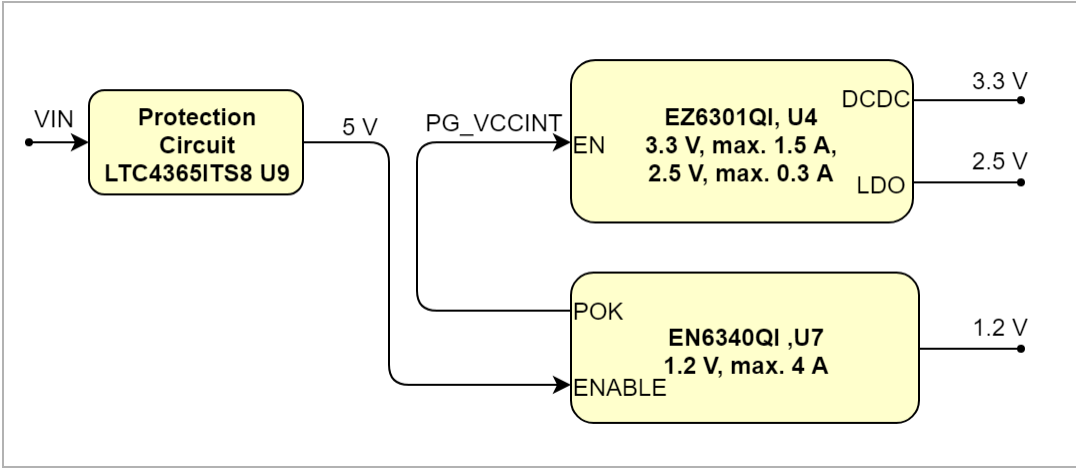 VIN
Protection
Circuit
LTC4365ITS8 U9
5 V
PG_VCCINT
EN
EZ6301QI, U4
3.3 V, max. 1.5 A,
2.5 V, max. 0.3 A
DCDC
3.3 V
LDO
2.5 V
POK
ENABLE
EN6340QI ,U7
1.2 V, max. 4 A
1.2 V